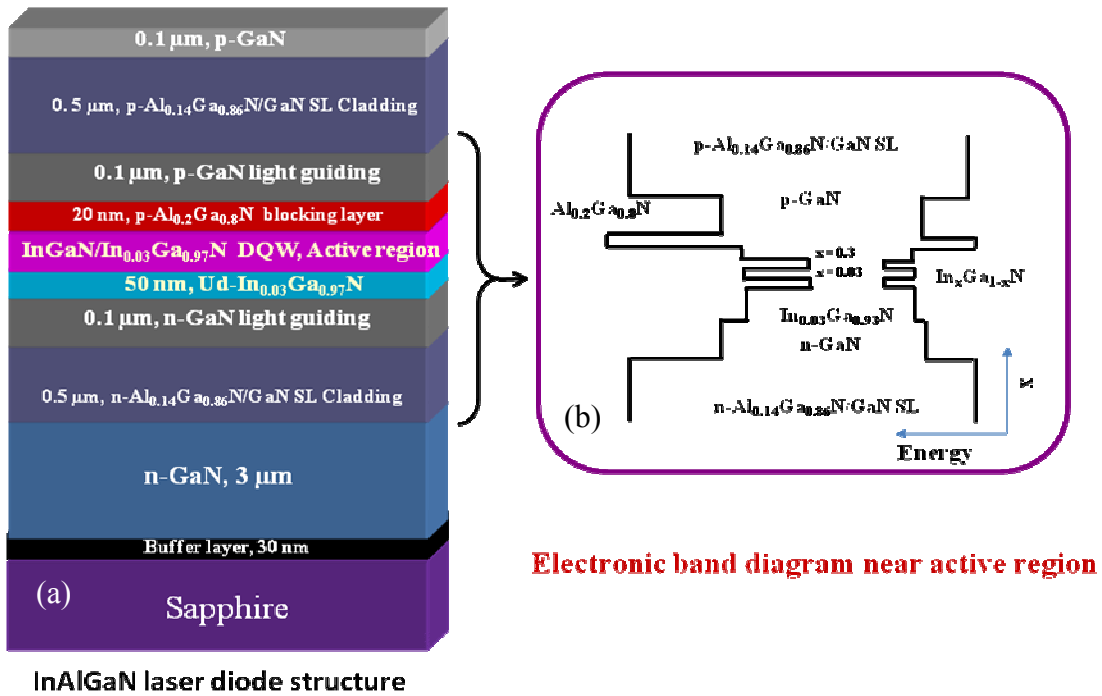 0.1 µm, p-GaN
0. 5 µm, p-Al0.14Ga0.86N/GaN SL Cladding
0.1 µm, p-GaN light guiding
20 nm, p-Al0.2Ga0.8N blocking layer
InGaN/In0.03Ga0.97N DQW, Active region
50 nm, Ud-In0.03Ga0.97N
0.1 µm, n-GaN light guiding
0.5 µm, n-Al0.14Ga0.86N/GaN SL Cladding
n-GaN, 3 µm
Buffer layer, 30 nm
(a)
Sapphire
InAlGaN laser diode structure
p-Al0.14Ga0.86N/GaN SL
p-GaN
Al0.2Ga0.8N
x=0.3
x=0.03
InxGa1-xN
In0.03Ga0.93N
n-GaN
n-Al0.14Ga0.86N/GaN SL
(b)
Energy
Electronic band diagram near active region